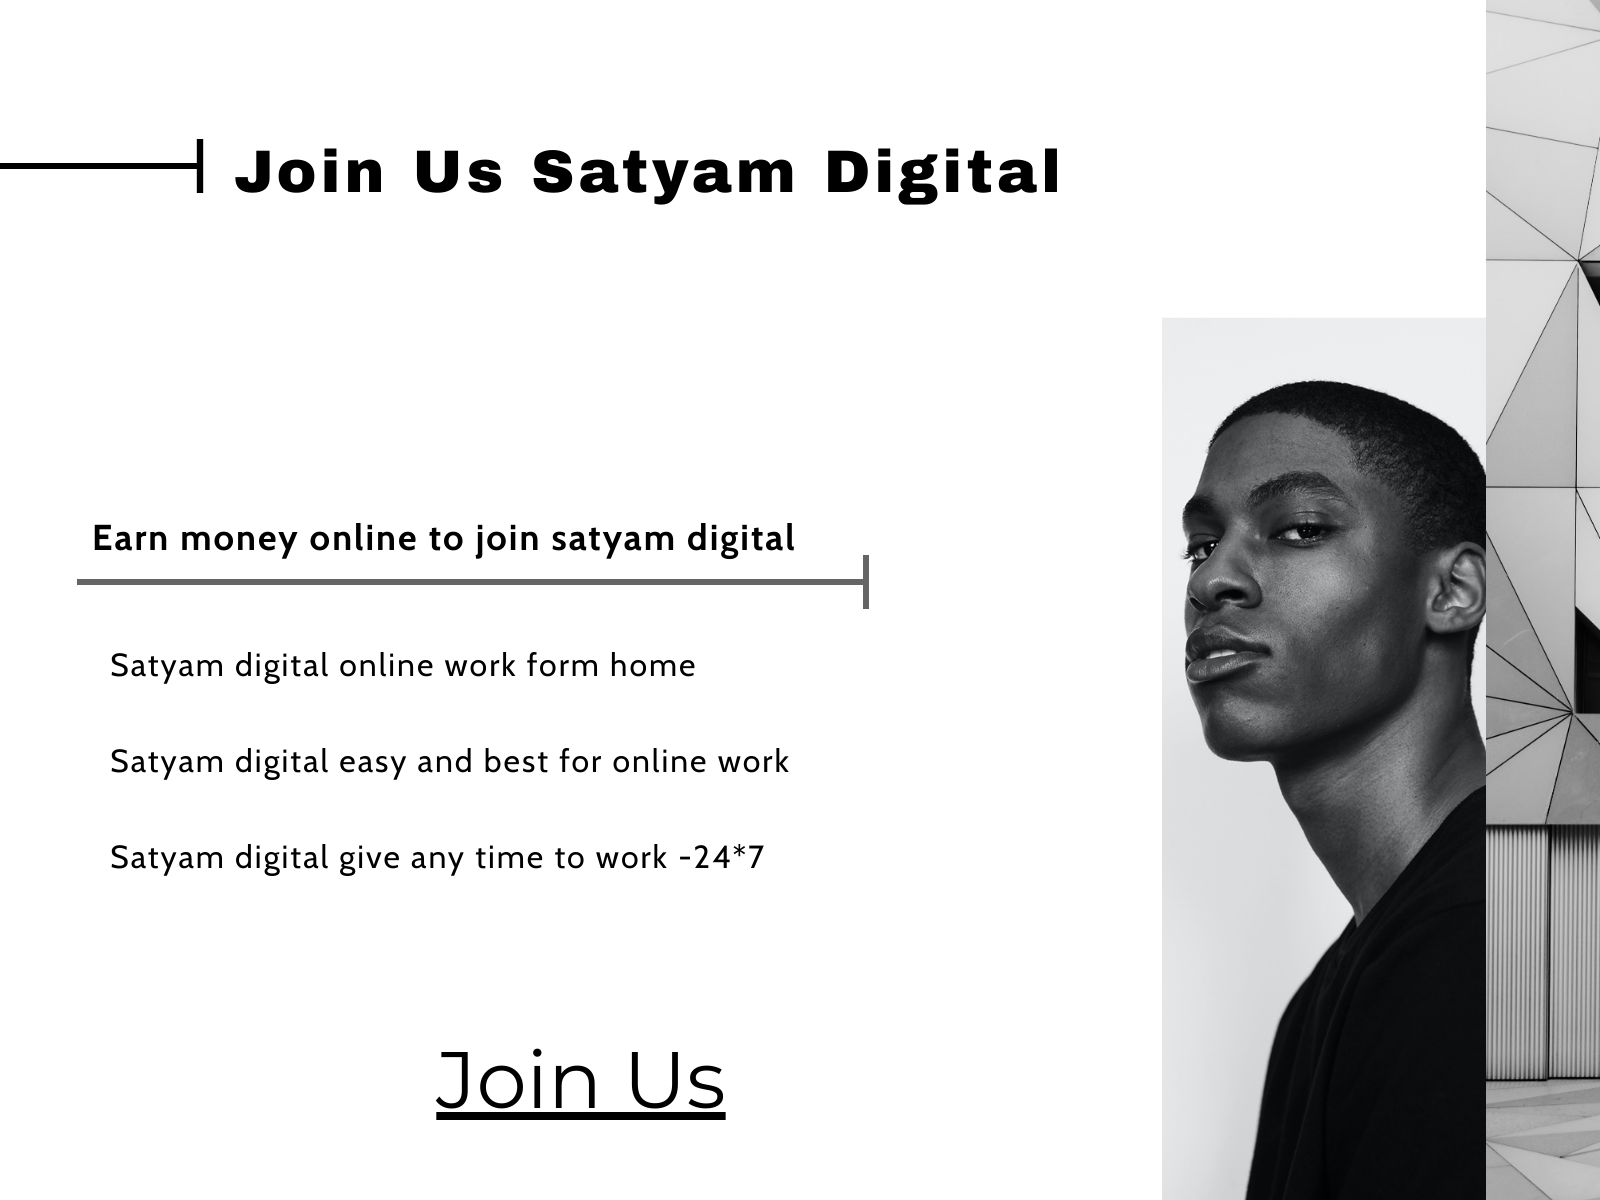 Join Us Satyam Digital
Earn money online to join satyam digital
Satyam digital online work form home
Satyam digital easy and best for online work
Satyam digital give any time to work -24*7
Join Us